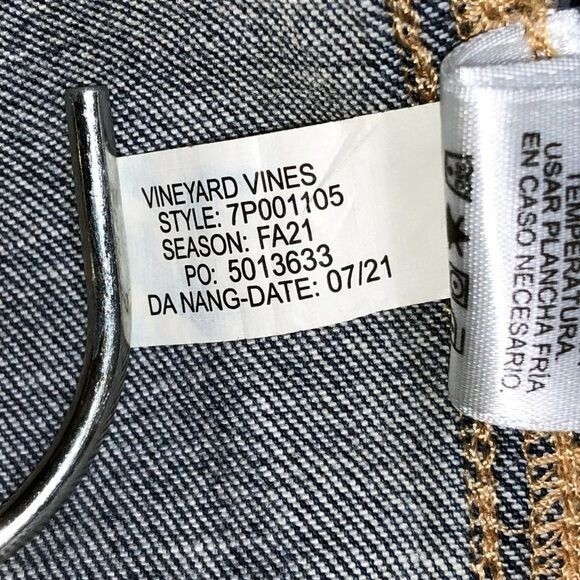 VINEYARD VINES
STYLE: 7P001105
SEASON: FA21
PO: 5013633
DA NANG-DATE: 07/21
TEMPERATURA.
USAR PLANCHA FRÍA
EN CASO NECESARIO.